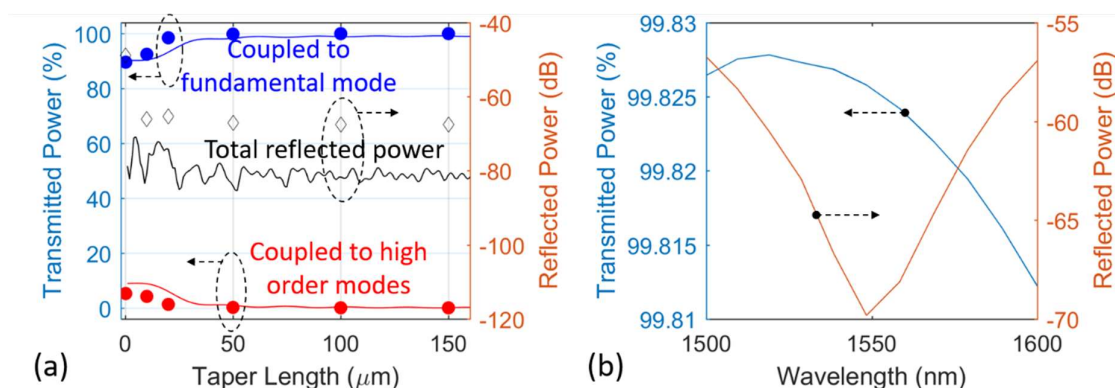 100
80
60
40
20
0
Transmitted Power (%)
-40
-60
-80
-100
-120
Reflected Power (dB)
Coupled to
fundamental mode
Total reflected power
Coupled to high
order modes
0
50
100
150
Taper Length (μm)
(a)
99.83
99.825
99.82
99.815
99.81
Transmitted Power (%)
-55
-60
-65
-70
Reflected Power (dB)
1500
1550
1600
Wavelength (nm)
(b)